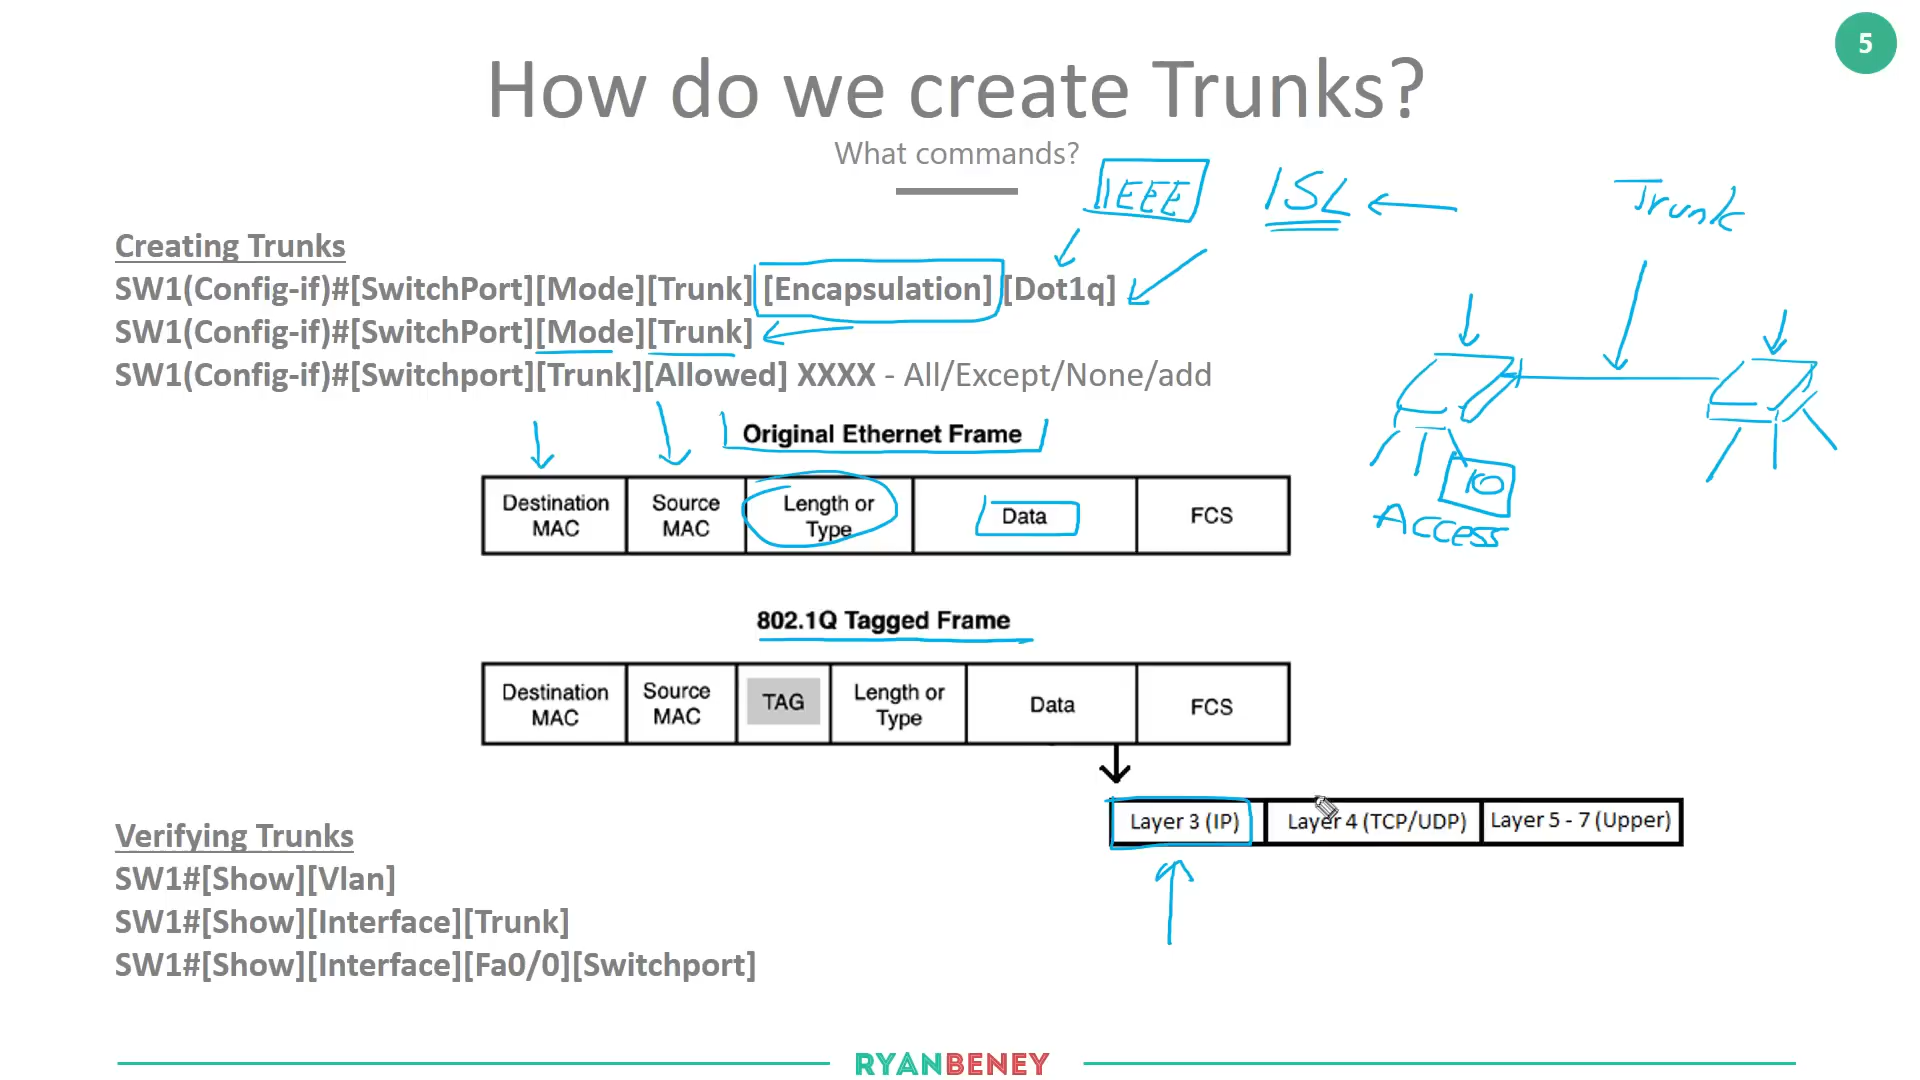 5
How do we create Trunks?
What commands?
IEEE
ISL
Trunk
Creating Trunks
SW1(Config-if)#[SwitchPort][Mode][Trunk] [Encapsulation] [Dot1q]
SW1(Config-if)#[SwitchPort][Mode][Trunk]
SW1(Config-if)#[Switchport][Trunk][Allowed] XXXX - All/Except/None/add
Original Ethernet Frame
Destination MAC
Source MAC
Length or Type
Data
FCS
10
Access
802.1Q Tagged Frame
Destination MAC
Source MAC
TAG
Length or Type
Data
FCS
Layer 3 (IP)
Layer 4 (TCP/UDP)
Layer 5 - 7 (Upper)
Verifying Trunks
SW1#[Show][Vlan]
SW1#[Show][Interface][Trunk]
SW1#[Show][Interface][Fa0/0][Switchport]
RYANBENEY